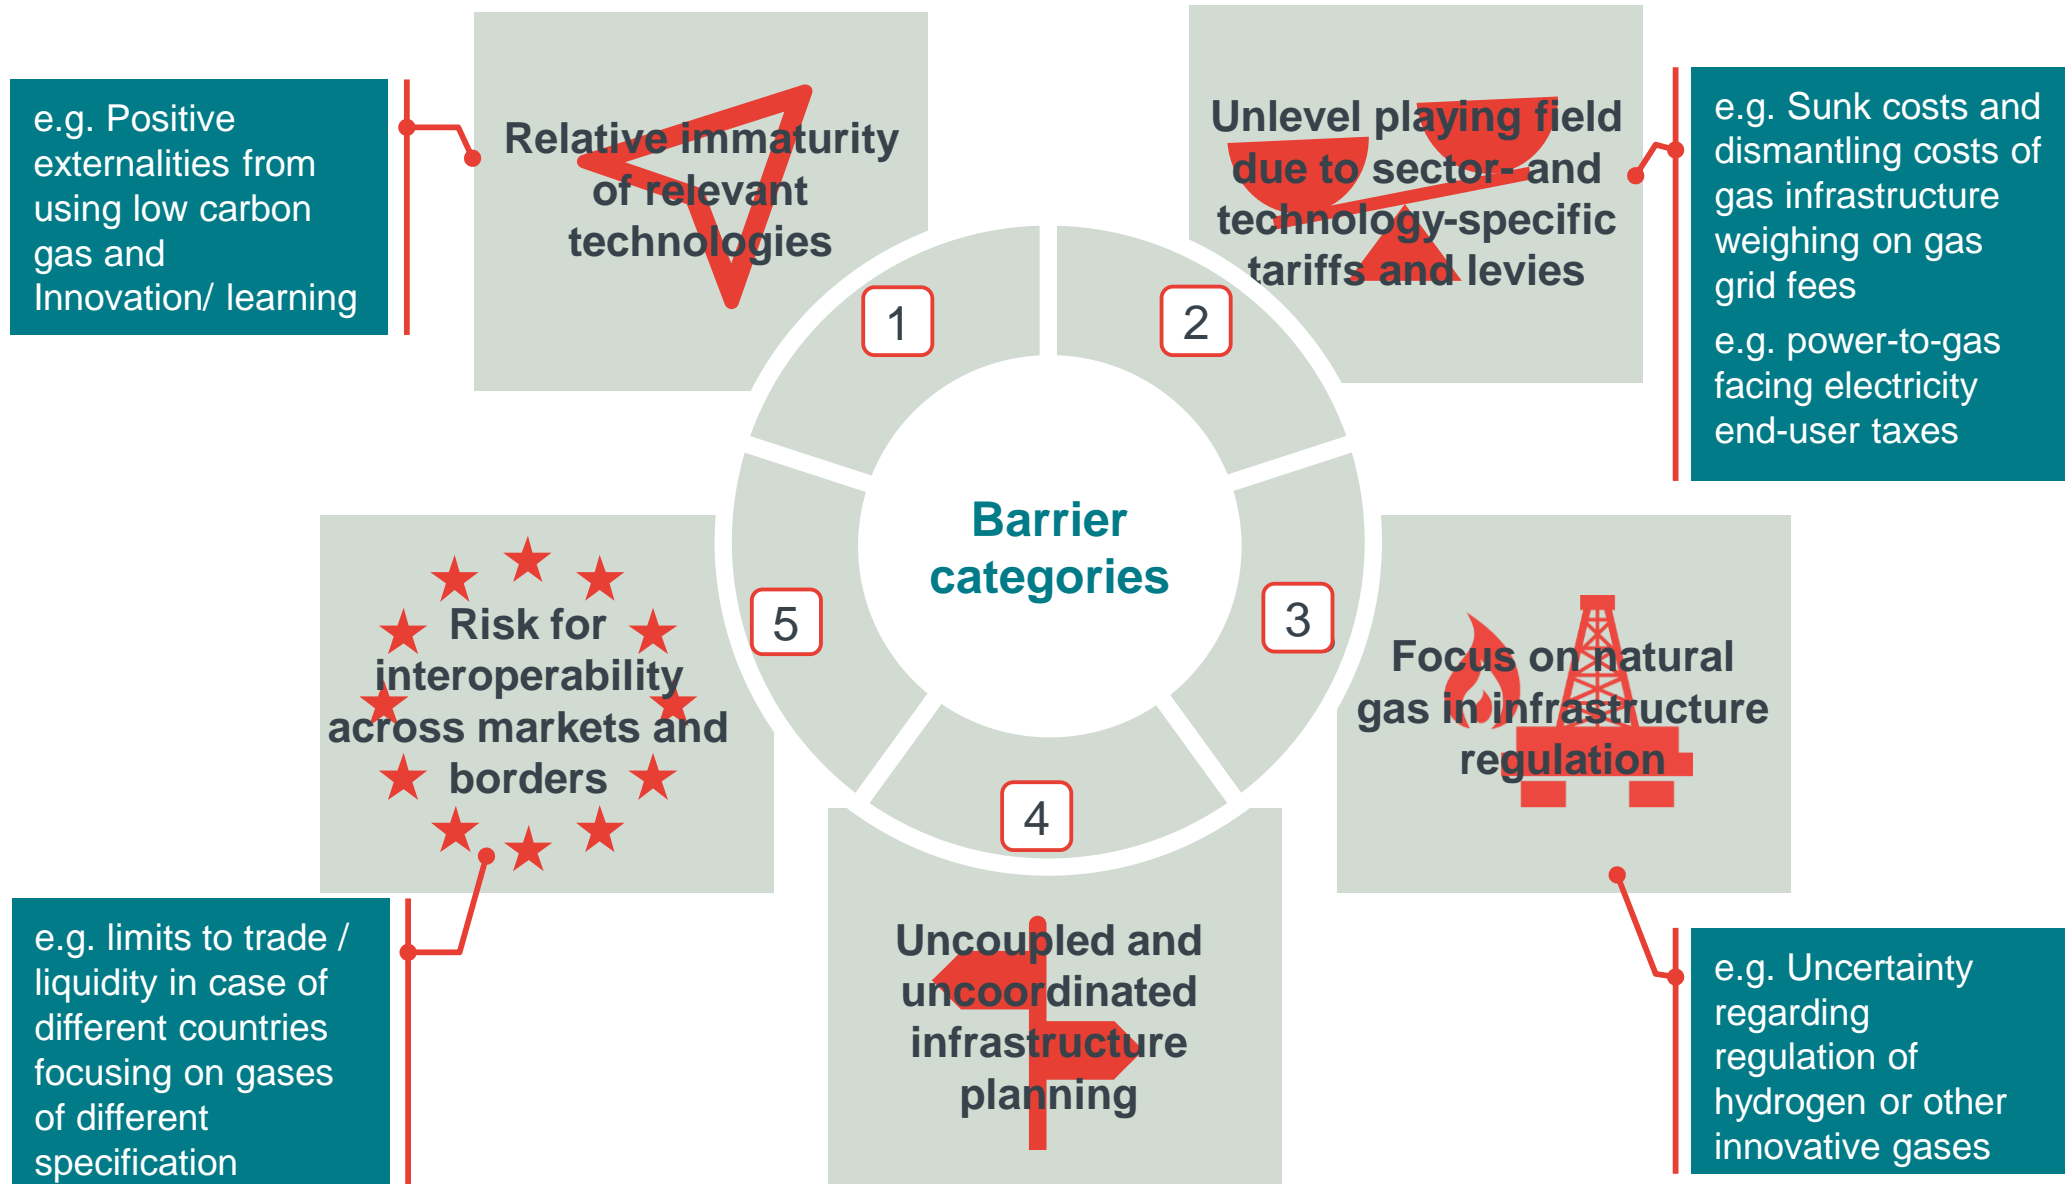 e.g. Positive
externalities from
using low carbon
gas and
Innovation/ learning
Relative immaturity
of relevant
technologies
1
Unlevel playing field
due to sector- and
technology-specific
tariffs and levies
2
e.g. Sunk costs and
dismantling costs of
gas infrastructure
weighing on gas
grid fees
e.g. power-to-gas
facing electricity
end-user taxes
Barrier
categories
3
Focus on natural
gas in infrastructure
regulation
e.g. Uncertainty
regarding
regulation of
hydrogen or other
innovative gases
4
Uncoupled and
uncoordinated
infrastructure
planning
5
Risk for
interoperability
across markets and
borders
e.g. limits to trade /
liquidity in case of
different countries
focusing on gases
of different
specification